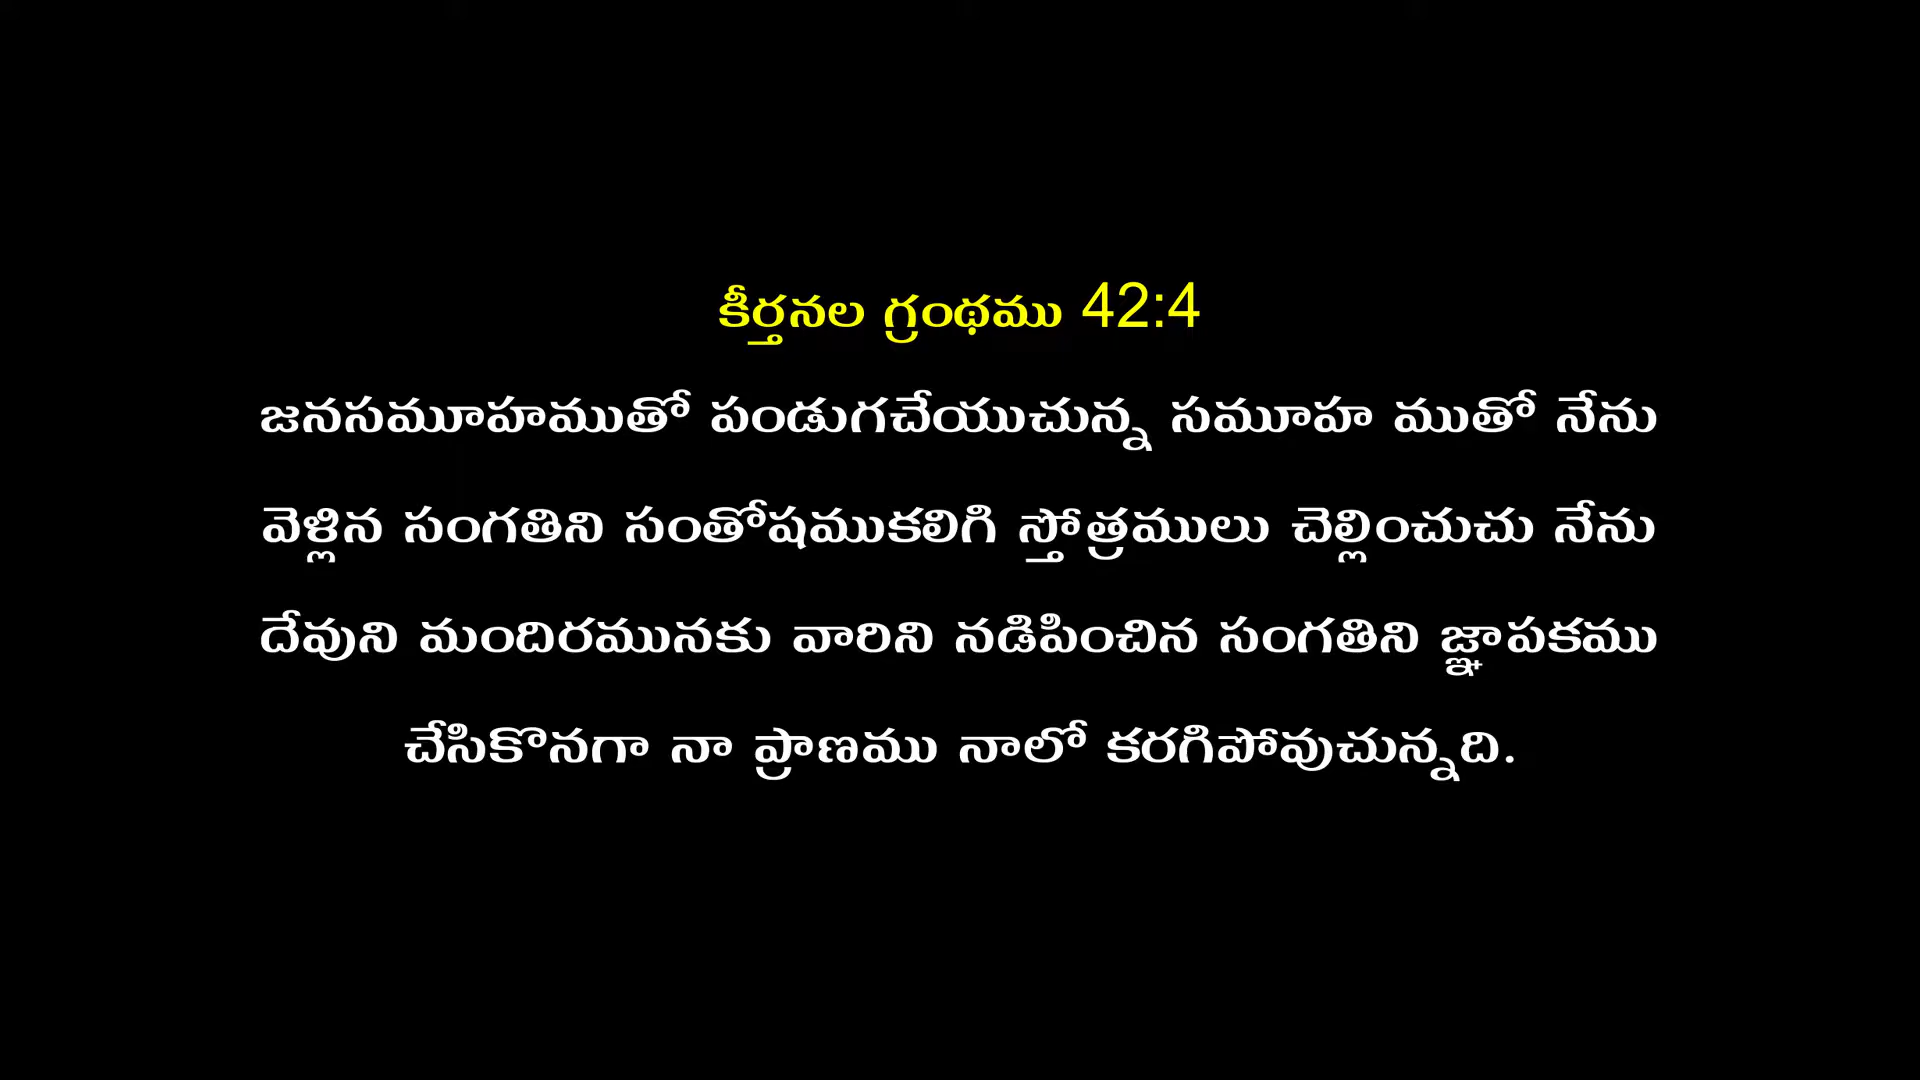 కీర్తనల గ్రంథము 42:4
జనసమూహముతో పండుగచేయుచున్న సమూహ ముతో నేను
వెళ్లిన సంగతిని సంతోషముకలిగి స్తోత్రములు చెల్లించుచు నేను
దేవుని మందిరమునకు వారిని నడిపించిన సంగతిని జ్ఞాపకము
చేసికొనగా నా ప్రాణము నాలో కరగిపోవుచున్నది.